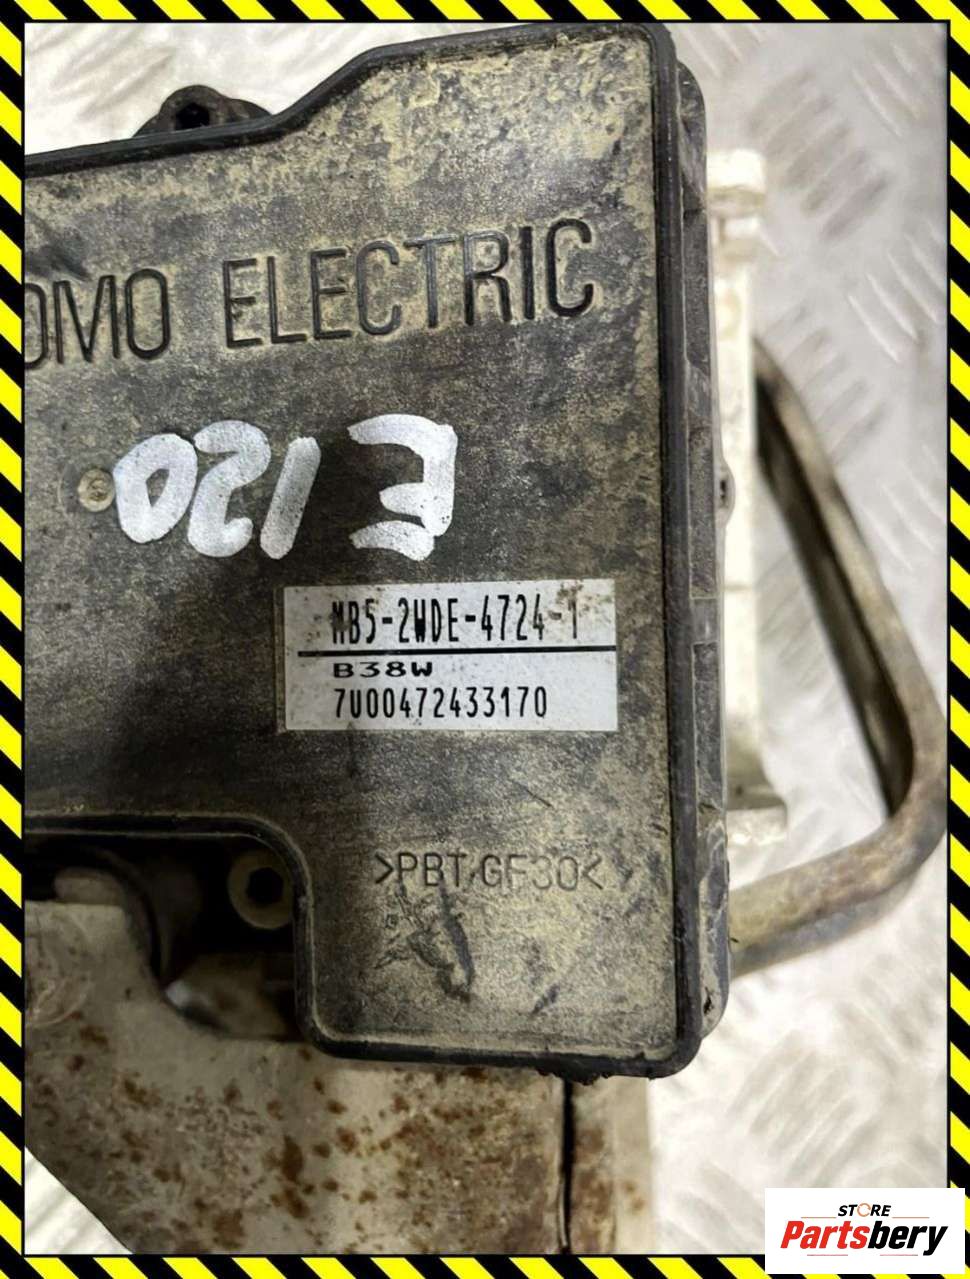 OMO ELECTRIC
E120
MB5-2WDE-4724-1
B38W
7U00472433170
>PBT-GF30<
STORE
Partsbery